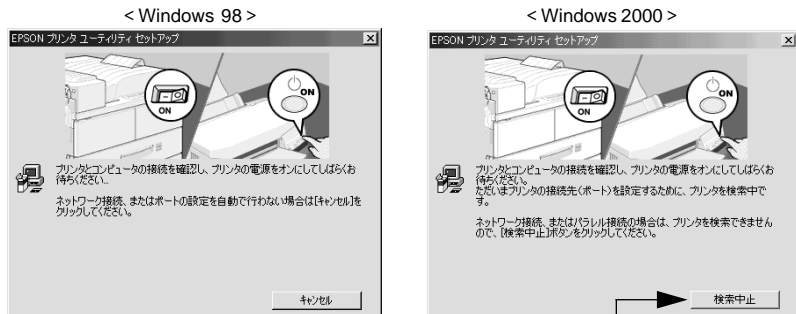 < Windows 98 >
EPSON プリンタ ユーティリティ セットアップ
ON
ON
プリンタとコンピュータの接続を確認し、プリンタの電源をオンにしてしばらくお
待ちください...
ネットワーク接続、またはポートの設定を自動で行わない場合は[キャンセル]を
クリックしてください。
キャンセル
< Windows 2000 >
EPSON プリンタ ユーティリティ セットアップ
ON
ON
プリンタとコンピュータの接続を確認し、プリンタの電源をオンにしてしばらくお
待ちください。
ただいまプリンタの接続先（ポート）を設定するために、プリンタを検索中で
す。
ネットワーク接続、またはパラレル接続の場合は、プリンタを検索できません
ので、[検索中止]ボタンをクリックしてください。
検索中止